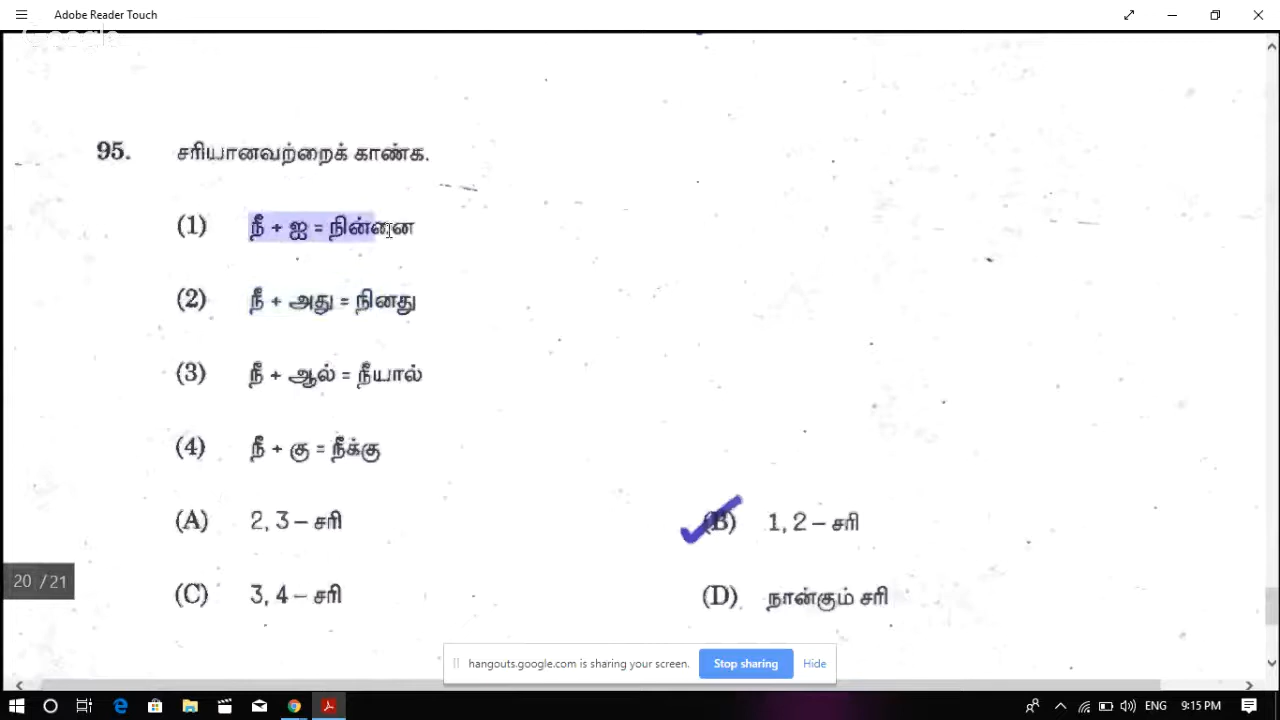 Adobe Reader Touch
Google
95. சரியானவற்றைக் காண்க.
(1) நீ + ஐ = நின்னை
(2) நீ + அது = நினது
(3) நீ + ஆல் = நீயால்
(4) நீ + கு = நீக்கு
(A) 2, 3 – சரி (B) 1, 2 – சரி
(C) 3, 4 – சரி (D) நான்கும் சரி
20 / 21
hangouts.google.com is sharing your screen. Stop sharing Hide
ENG 9:15 PM